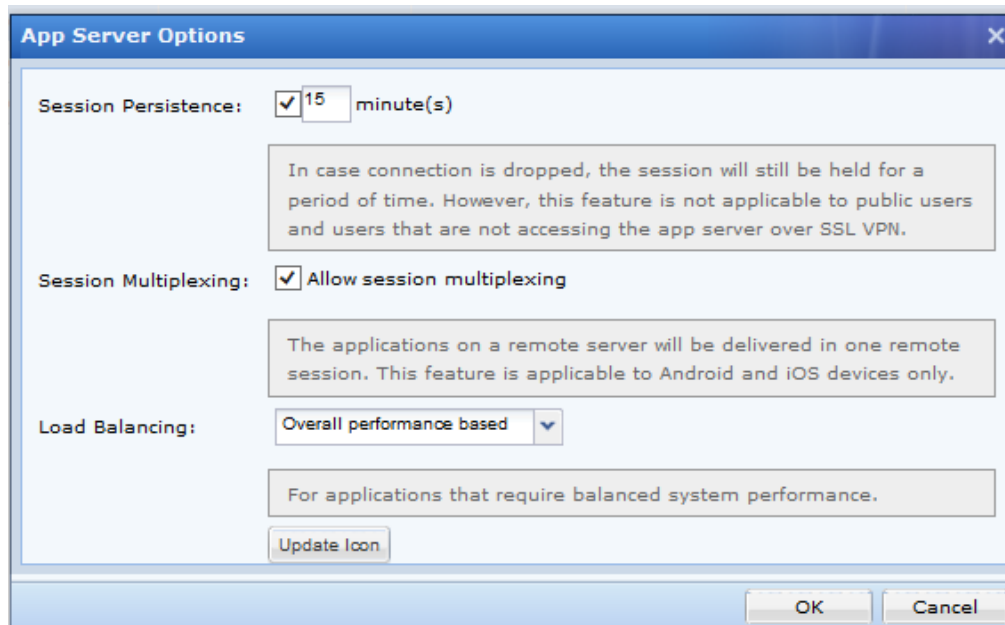 App Server Options
Session Persistence: 15 minute(s)
In case connection is dropped, the session will still be held for a
period of time. However, this feature is not applicable to public users
and users that are not accessing the app server over SSL VPN.
Session Multiplexing: Allow session multiplexing
The applications on a remote server will be delivered in one remote
session. This feature is applicable to Android and iOS devices only.
Load Balancing: Overall performance based
For applications that require balanced system performance.
Update Icon
OK Cancel